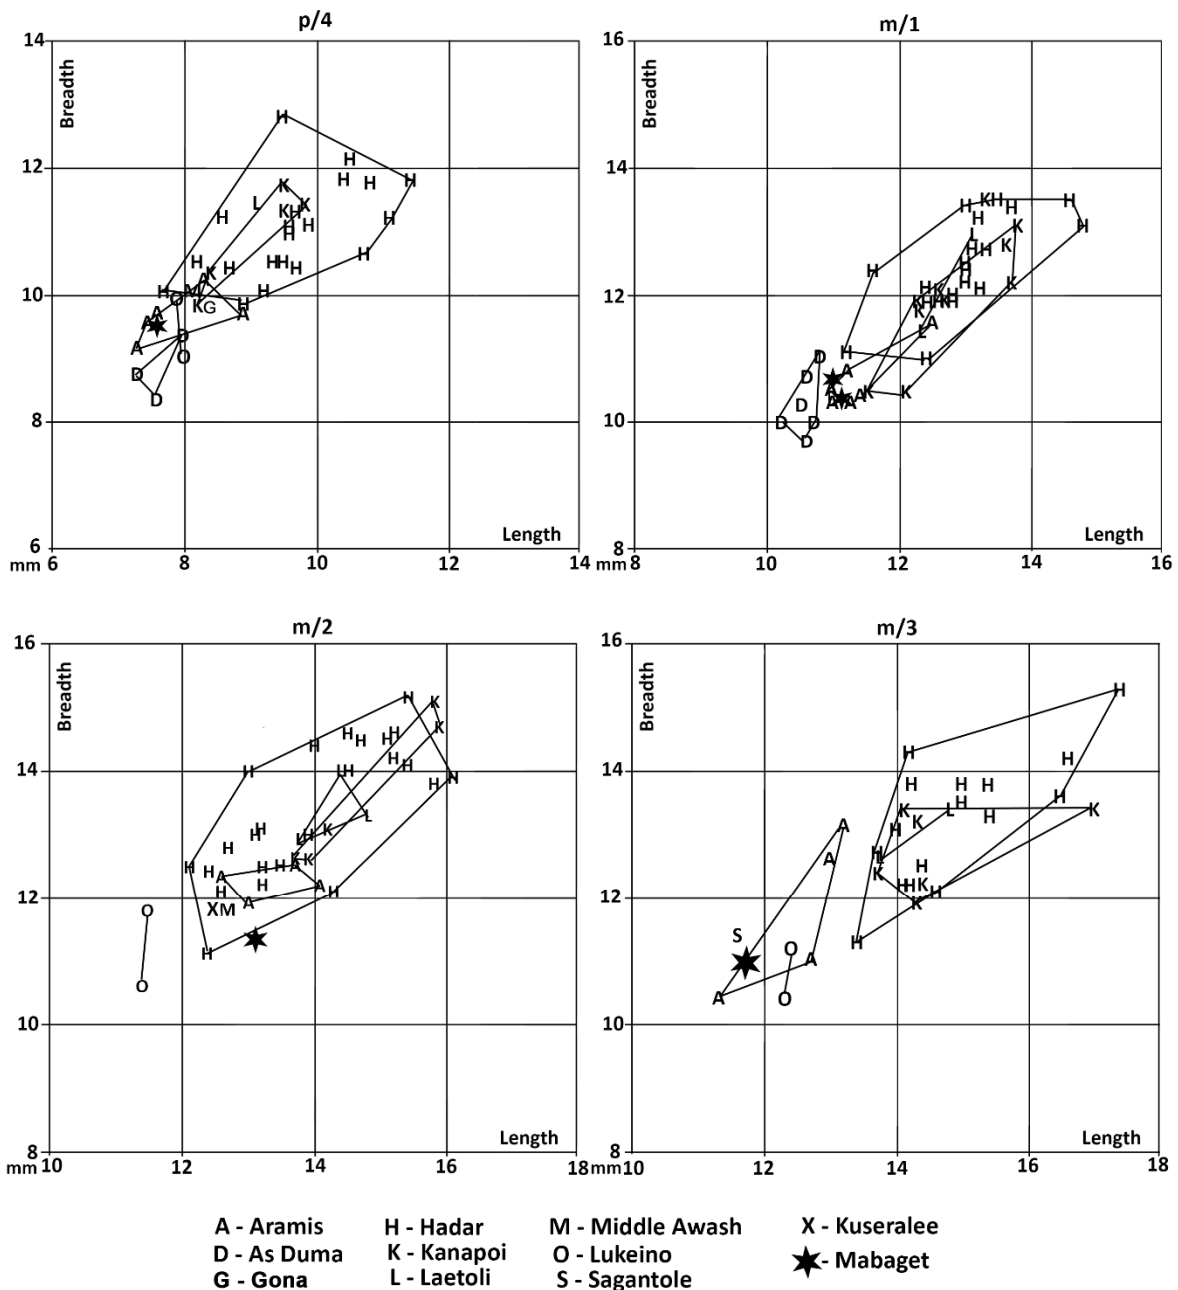 p/4
14
12
10
8
6
Breadth
Length
mm 6 8 10 12 14
H
H
H H H
K
L
K
H K H
H
H
H
H
H H H
H
H
K
H
A
H
A
H
K G
H
A
O
A
A
A
D
O
D
D
m/1
16
14
12
10
8
Breadth
Length
mm 8 10 12 14 16
H K H H
H
H
K
H
L
H H
K
H
H
H
H K
H
K H
K
A
L
H
H
D
A
D
A
D
A A
A
K K
D
D
D
m/2
16
14
12
10
8
Breadth
Length
mm 10 12 14 16 18
H K
K
H H
H H
H
H
H
H
L H
H
H
L
H
H
L H K
H
K K
H
H
H H A
A
H
H
A
A
H
X M
O
H
O
m/3
16
14
12
10
8
Breadth
Length
mm 10 12 14 16 18
H
H
H
H H H
H
H
K L K
H
K
H
A
A
H
L
K
H
H H K
H
K
S
H
O
A
A
O
A - Aramis H - Hadar M - Middle Awash X - Kuseralee
D - As Duma K - Kanapoi O - Lukeino - Mabaget
G - Gona L - Laetoli S - Sagantole